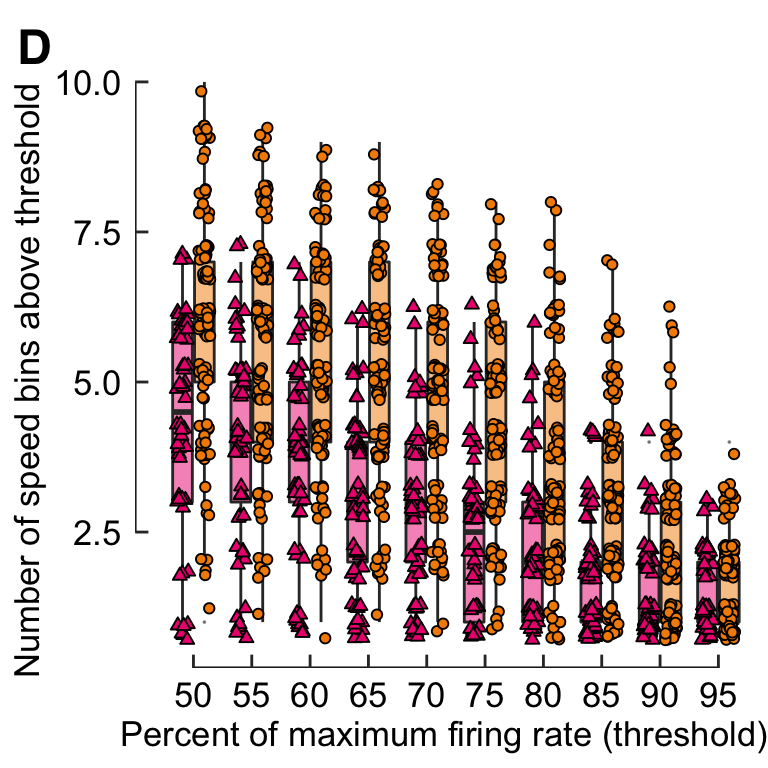 D
Number of speed bins above threshold
10.0
7.5
5.0
2.5
50 55 60 65 70 75 80 85 90 95
Percent of maximum firing rate (threshold)